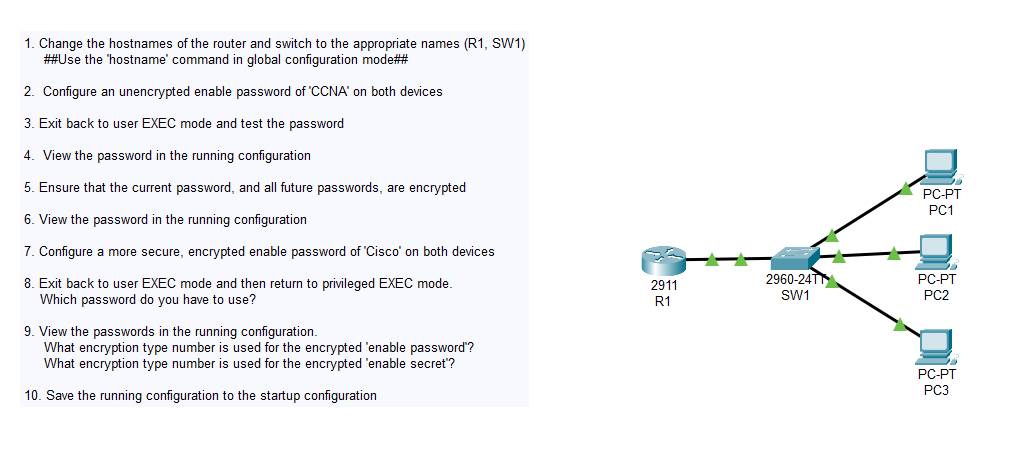 1. Change the hostnames of the router and switch to the appropriate names (R1, SW1)
##Use the 'hostname' command in global configuration mode##
2. Configure an unencrypted enable password of 'CCNA' on both devices
3. Exit back to user EXEC mode and test the password
4. View the password in the running configuration
5. Ensure that the current password, and all future passwords, are encrypted
6. View the password in the running configuration
7. Configure a more secure, encrypted enable password of 'Cisco' on both devices
8. Exit back to user EXEC mode and then return to privileged EXEC mode.
Which password do you have to use?
9. View the passwords in the running configuration.
What encryption type number is used for the encrypted 'enable password'?
What encryption type number is used for the encrypted 'enable secret'?
10. Save the running configuration to the startup configuration
2911
R1
2960-24TT
SW1
PC-PT
PC1
PC-PT
PC2
PC-PT
PC3